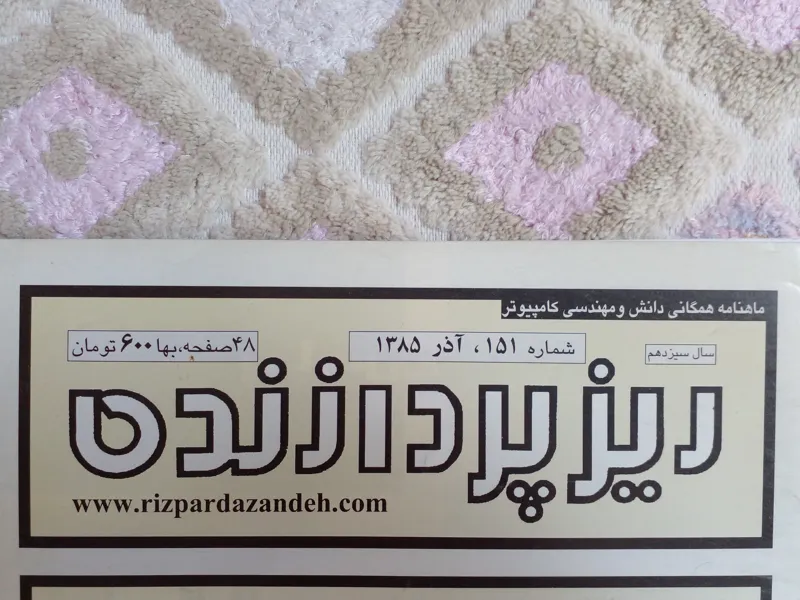 ماهنامه همگانی دانش و مهندسی کامپیوتر
سال سیزدهم
شماره ۱۵۱، آذر ۱۳۸۵
۴۸صفحه،بها ۶۰۰ تومان
ریزپردازنده
www.rizpardazandeh.com